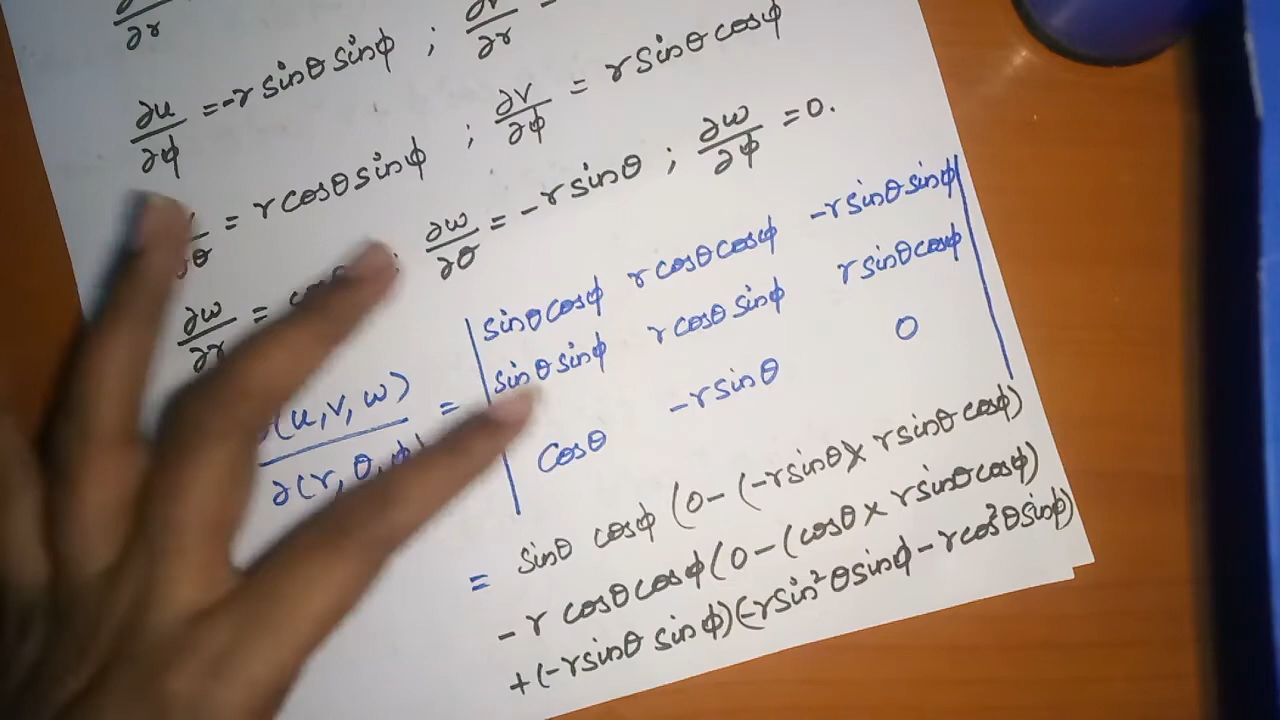 ∂r ; ∂r
∂u/∂φ = -r sinθ sinφ ; ∂v/∂φ = r sinθ cosφ
θ = r cosθ sinφ ; ∂w/∂θ = -r sinθ ; ∂w/∂φ = 0.
∂w/∂r =
(u,v,w)/∂(r,θ,φ) = | sinθ cosφ r cosθ cosφ -r sinθ sinφ |
| sinθ sinφ r cosθ sinφ r sinθ cosφ |
| cosθ -r sinθ 0 |
= sinθ cosφ (0 - (-r sinθ × r sinθ cosφ)
- r cosθ cosφ (0 - (cosθ × r sinθ cosφ)
+ (-r sinθ sinφ)(-r sin²θ sinφ - r cos²θ sinφ)